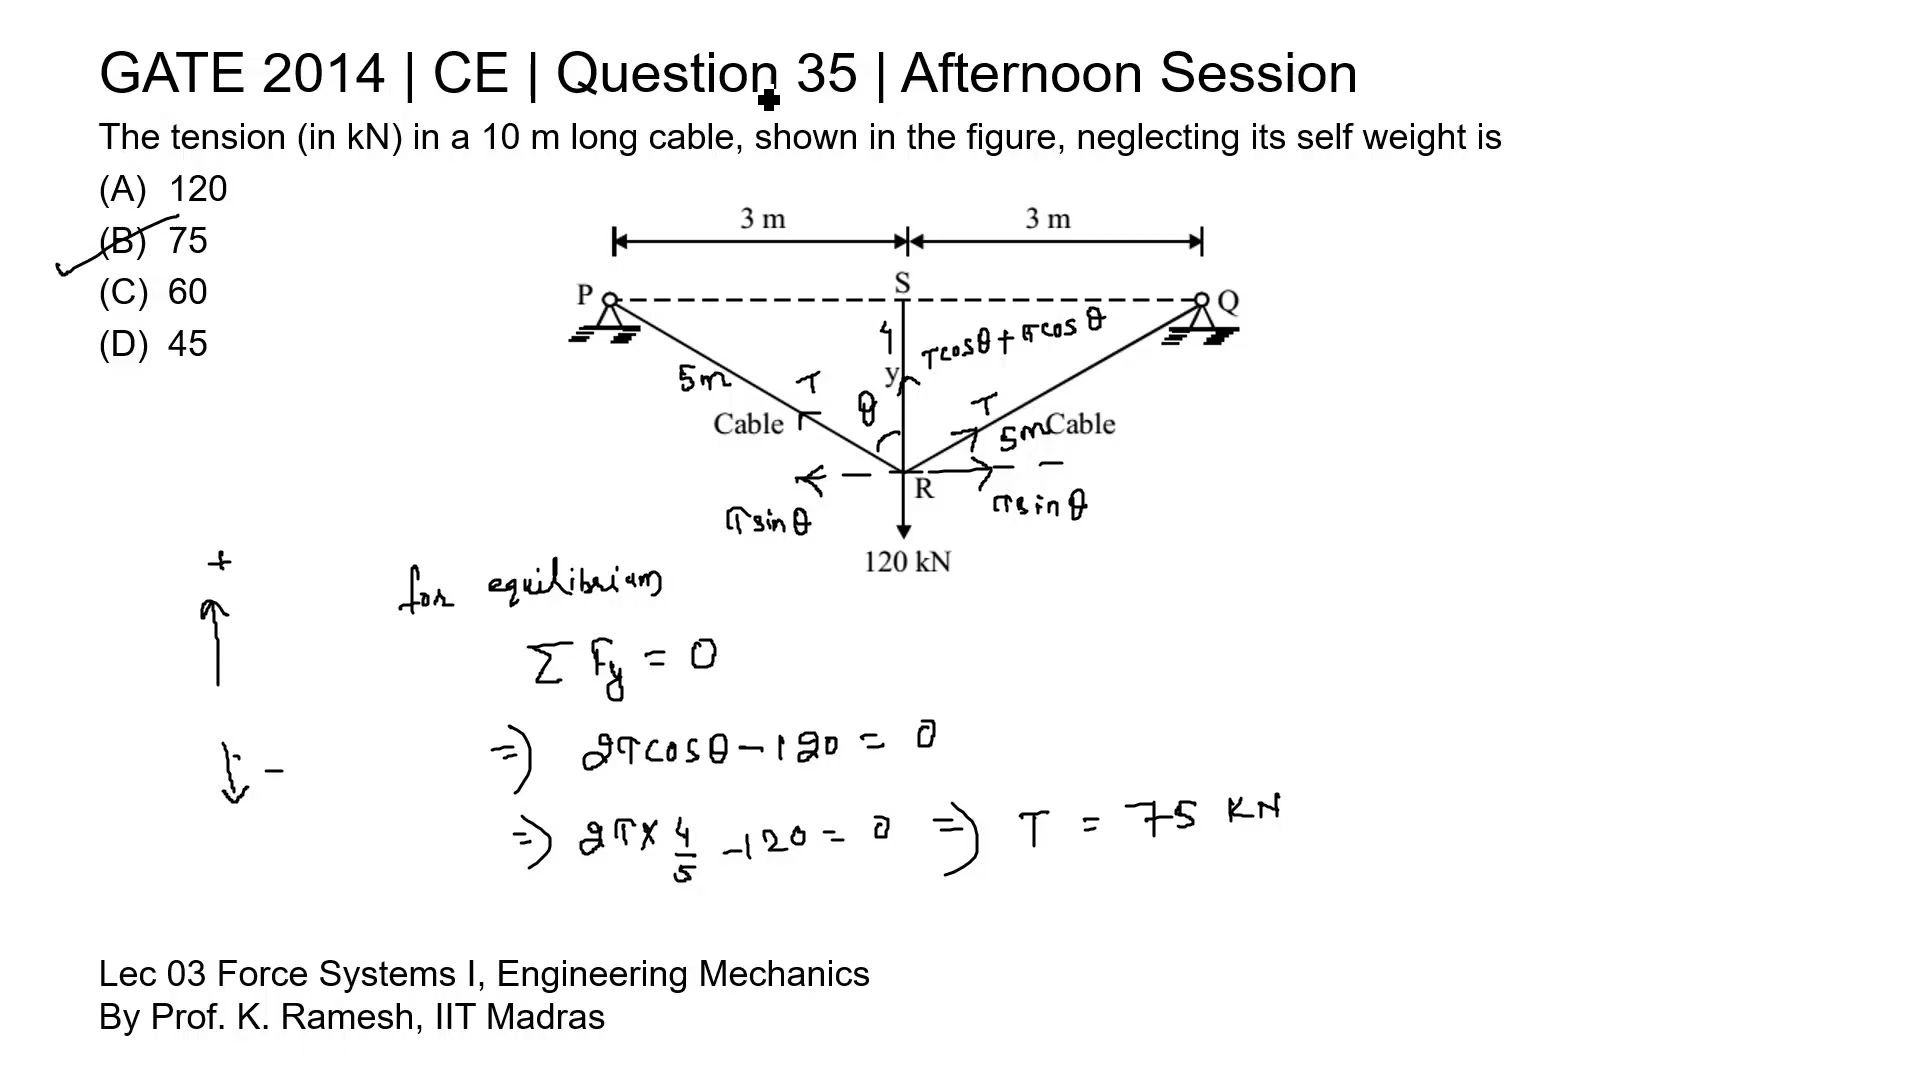 GATE 2014 | CE | Question 35 | Afternoon Session
The tension (in kN) in a 10 m long cable, shown in the figure, neglecting its self weight is
(A) 120
(B) 75
(C) 60
(D) 45
3 m 3 m
P S Q
4
Tcosθ + Tcosθ
y
5m T θ T
Cable 5m Cable
R
Tsinθ Tsinθ
120 kN
+
for equilibrium
Σ Fy = 0
⇒ 2Tcosθ - 120 = 0
-
⇒ 2T × 4/5 - 120 = 0 ⇒ T = 75 KN
Lec 03 Force Systems I, Engineering Mechanics
By Prof. K. Ramesh, IIT Madras